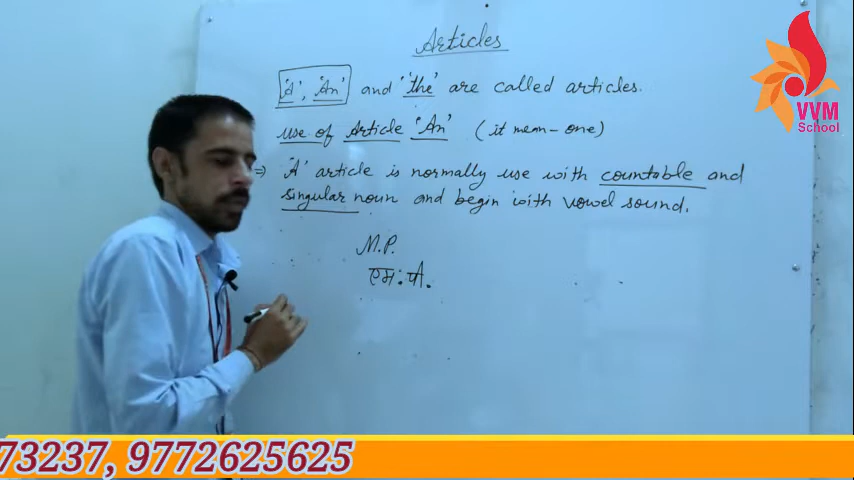 Articles
'A', 'An' and 'the' are called articles.
use of Article 'An' (it mean - one)
⇒ 'A' article is normally use with countable and
singular noun and begin with vowel sound.
M.P.
एम: पी.
VVM
School
73237, 9772625625